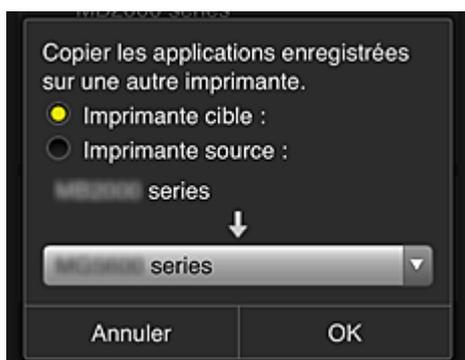 Copier les applications enregistrées
sur une autre imprimante.
Imprimante cible :
Imprimante source :
series
series
Annuler
OK